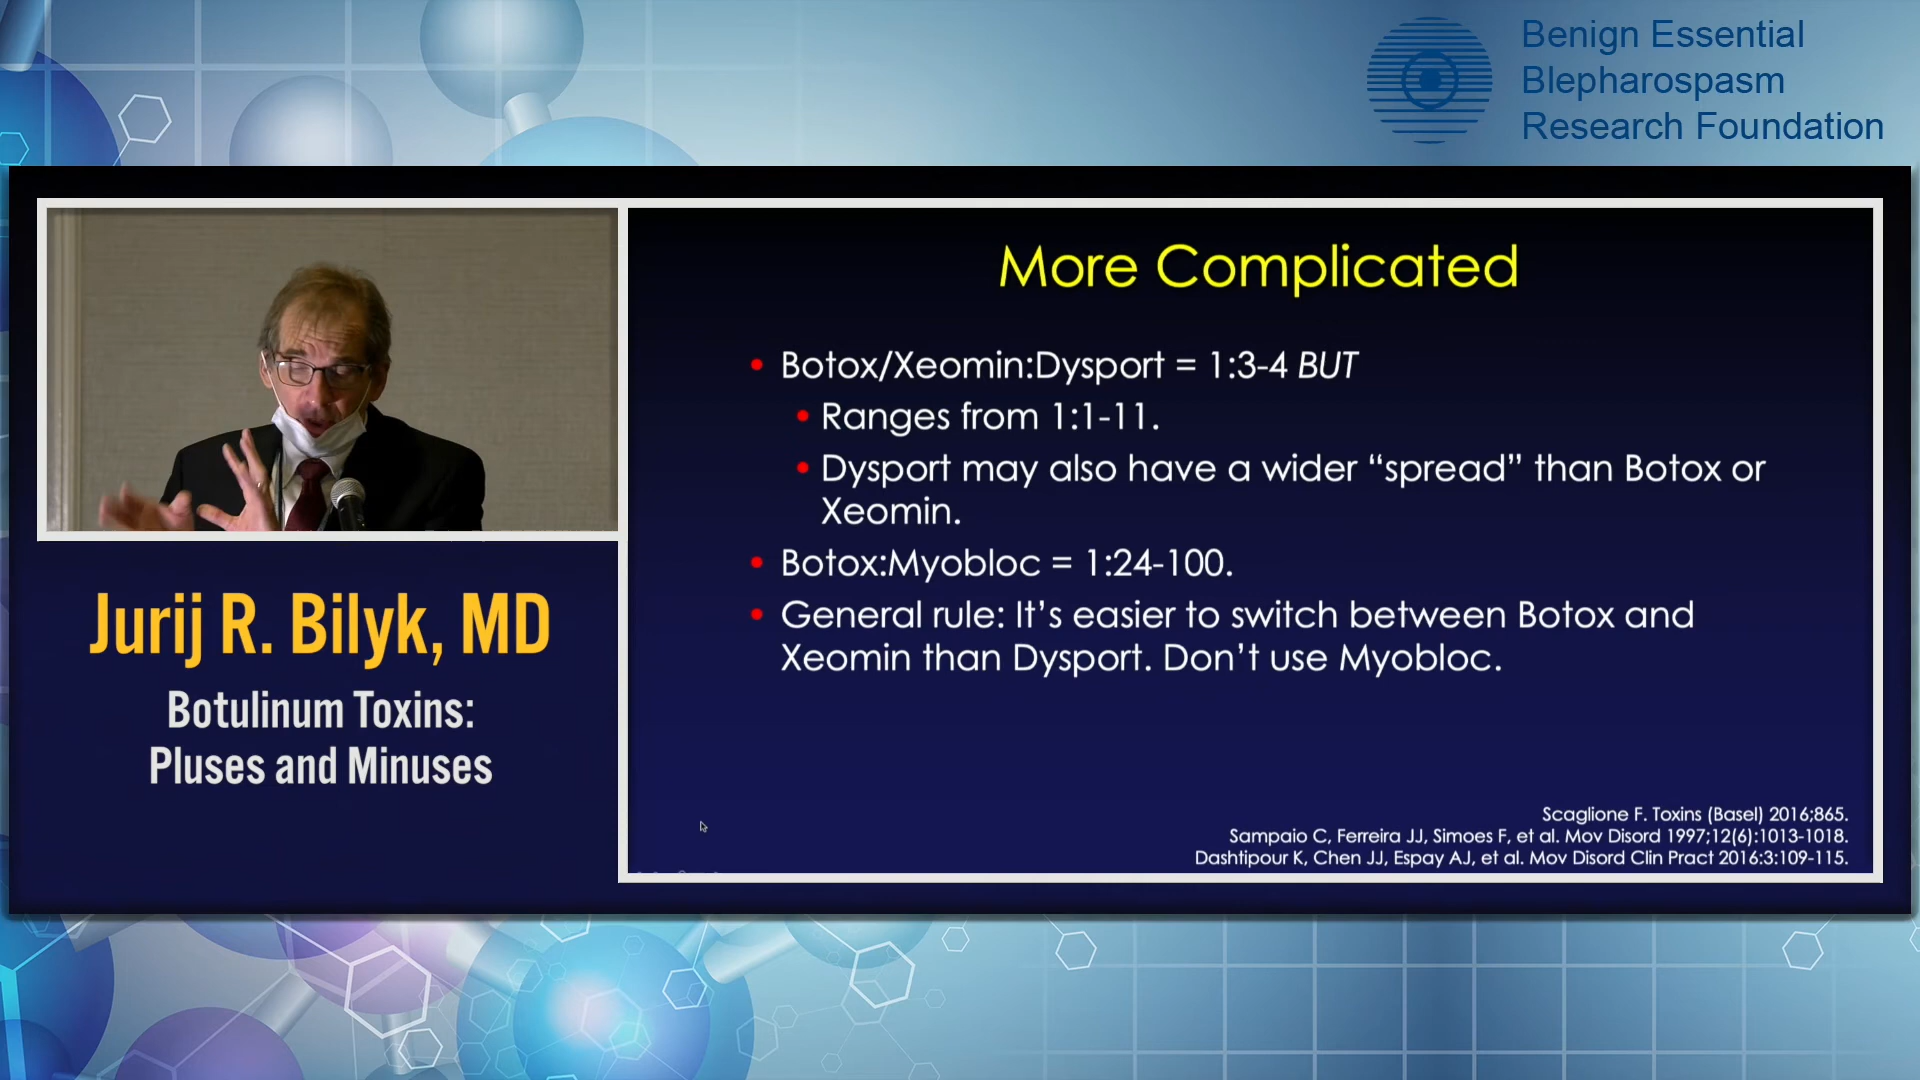 Benign Essential
Blepharospasm
Research Foundation
More Complicated
• Botox/Xeomin:Dysport = 1:3-4 BUT
• Ranges from 1:1-11.
• Dysport may also have a wider “spread” than Botox or
Xeomin.
• Botox:Myobloc = 1:24-100.
• General rule: It’s easier to switch between Botox and
Xeomin than Dysport. Don’t use Myobloc.
Scaglione F. Toxins (Basel) 2016;865.
Sampaio C, Ferreira JJ, Simoes F, et al. Mov Disord 1997;12(6):1013-1018.
Dashtipour K, Chen JJ, Espay AJ, et al. Mov Disord Clin Pract 2016:3:109-115.
Jurij R. Bilyk, MD
Botulinum Toxins:
Pluses and Minuses